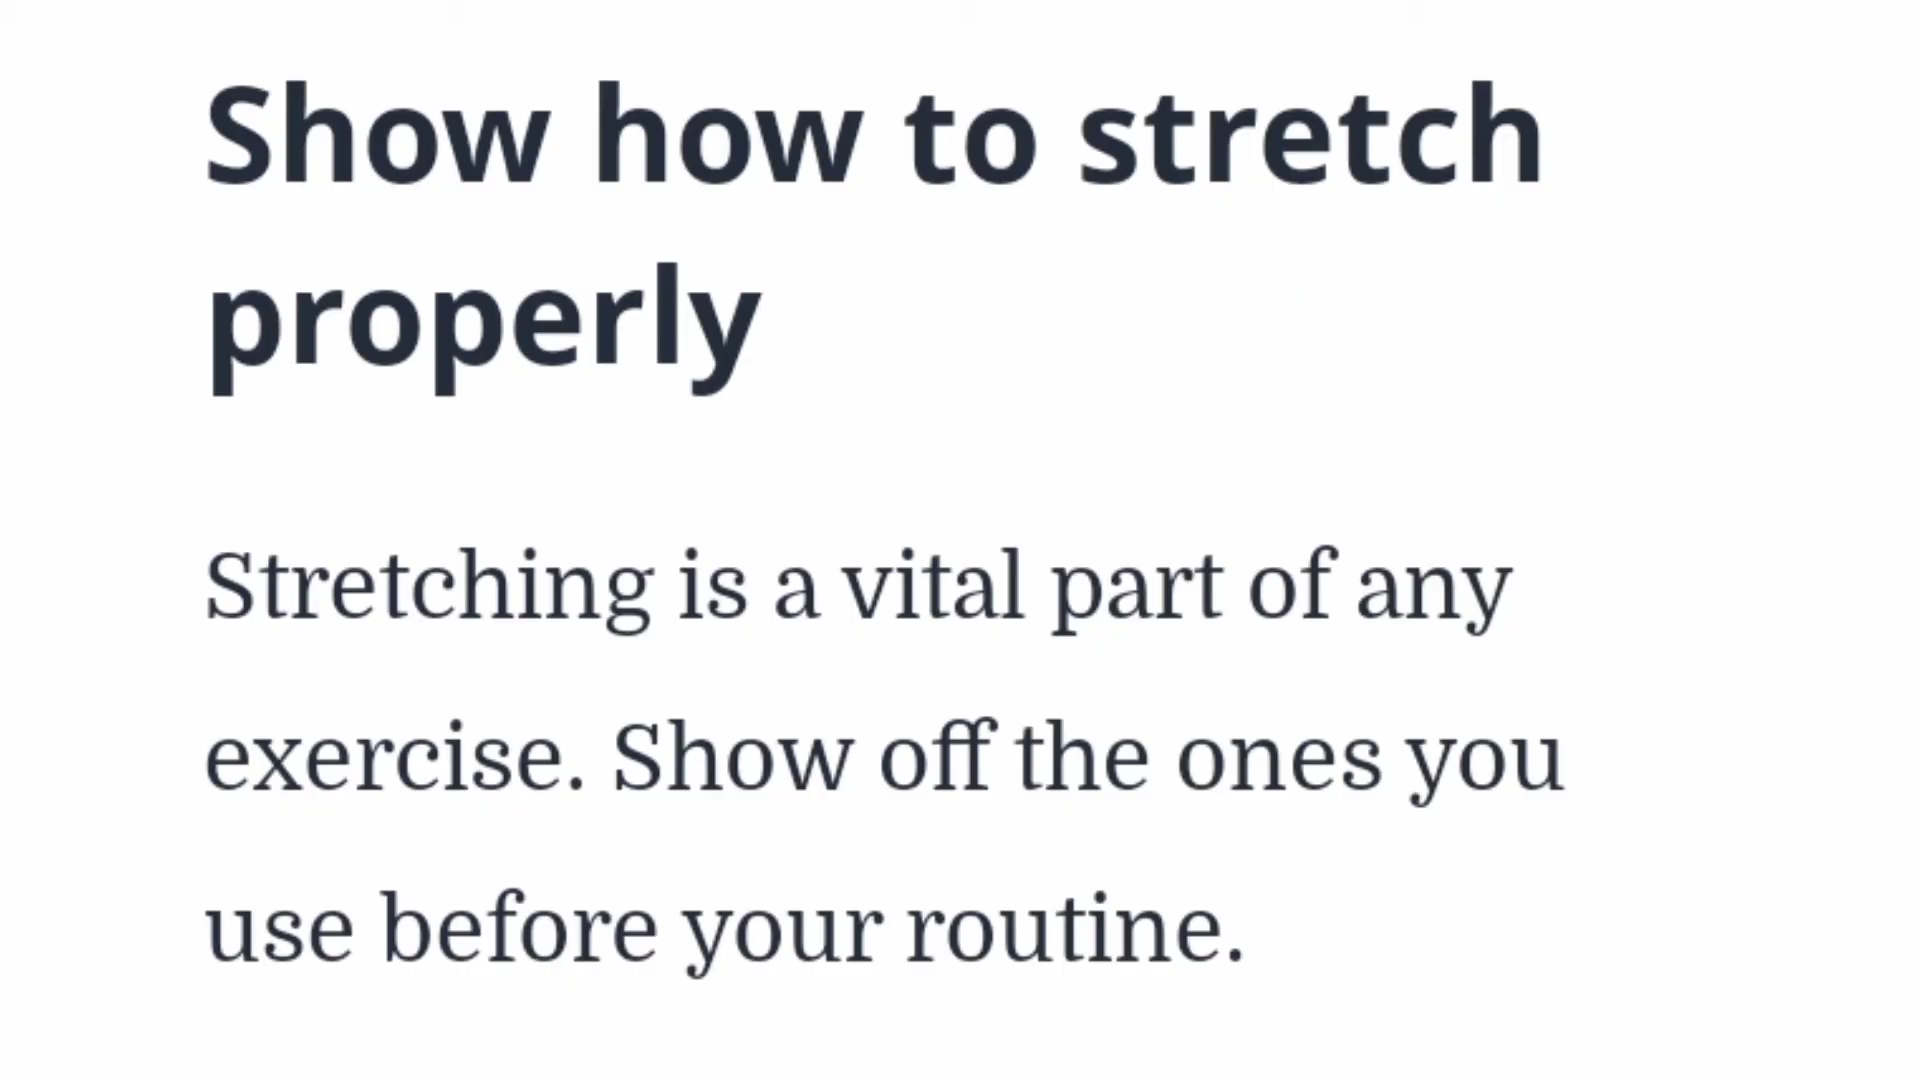 Show how to stretch
properly
Stretching is a vital part of any
exercise. Show off the ones you
use before your routine.